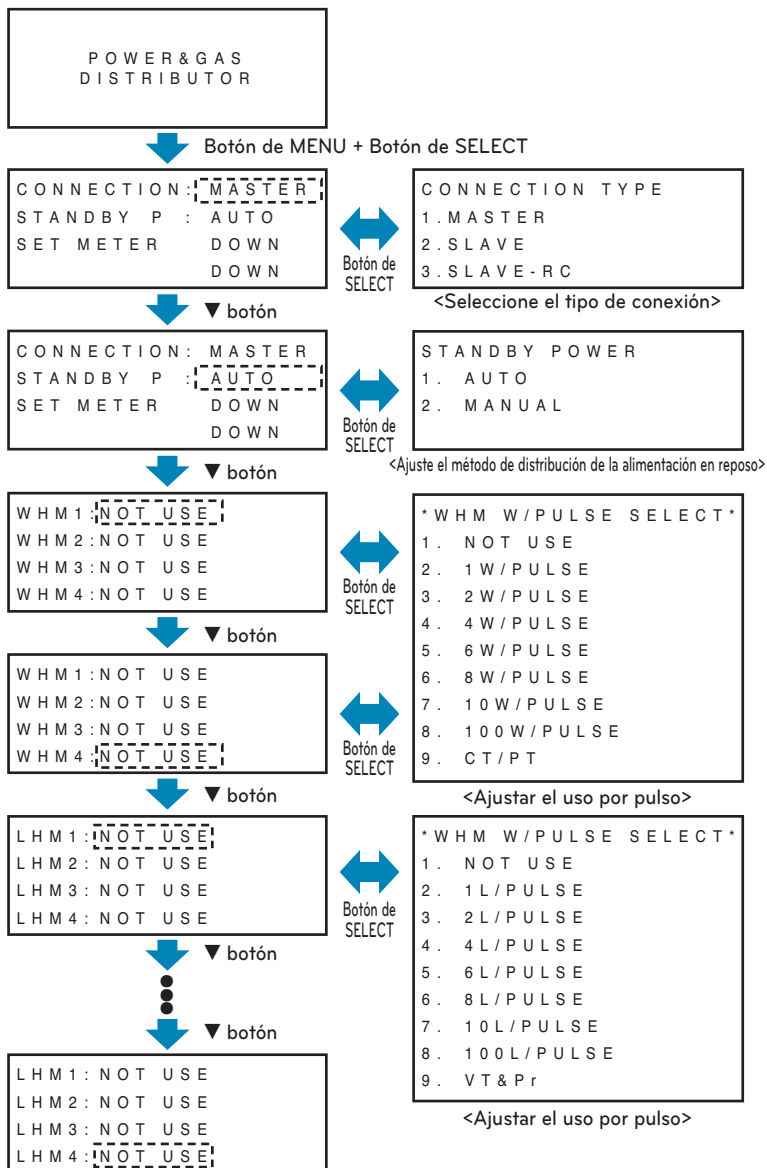 POWER&GAS
DISTRIBUTOR
Botón de MENU + Botón de SELECT
CONNECTION: MASTER
STANDBY P : AUTO
SET METER DOWN
DOWN
Botón de
SELECT
CONNECTION TYPE
1.MASTER
2.SLAVE
3.SLAVE-RC
<Seleccione el tipo de conexión>
▼ botón
CONNECTION: MASTER
STANDBY P : AUTO
SET METER DOWN
DOWN
Botón de
SELECT
STANDBY POWER
1. AUTO
2. MANUAL
<Ajuste el método de distribución de la alimentación en reposo>
▼ botón
WHM1:NOT USE
WHM2:NOT USE
WHM3:NOT USE
WHM4:NOT USE
Botón de
SELECT
▼ botón
WHM1:NOT USE
WHM2:NOT USE
WHM3:NOT USE
WHM4:NOT USE
Botón de
SELECT
*WHM W/PULSE SELECT*
1. NOT USE
2. 1W/PULSE
3. 2W/PULSE
4. 4W/PULSE
5. 6W/PULSE
6. 8W/PULSE
7. 10W/PULSE
8. 100W/PULSE
9. CT/PT
<Ajustar el uso por pulso>
▼ botón
LHM1:NOT USE
LHM2:NOT USE
LHM3:NOT USE
LHM4:NOT USE
Botón de
SELECT
*WHM W/PULSE SELECT*
1. NOT USE
2. 1L/PULSE
3. 2L/PULSE
4. 4L/PULSE
5. 6L/PULSE
6. 8L/PULSE
7. 10L/PULSE
8. 100L/PULSE
9. VT&Pr
<Ajustar el uso por pulso>
▼ botón
▼ botón
LHM1:NOT USE
LHM2:NOT USE
LHM3:NOT USE
LHM4:NOT USE